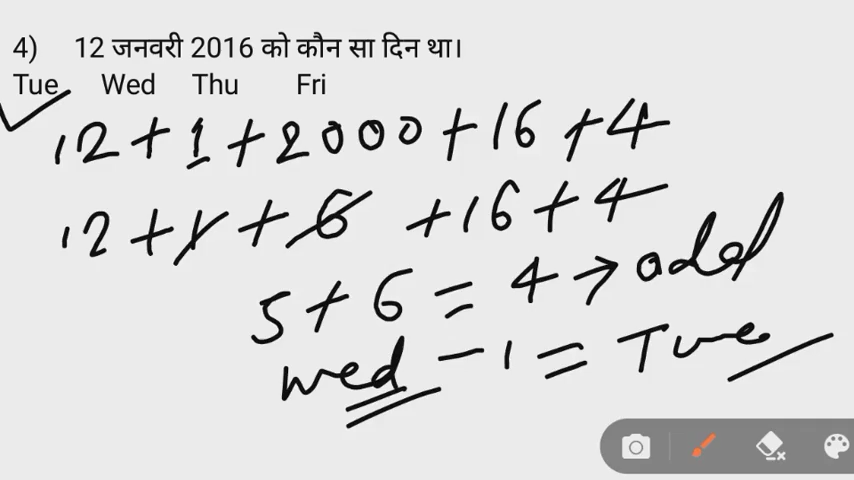 4) 12 जनवरी 2016 को कौन सा दिन था।
Tue Wed Thu Fri
12 + 1 + 2000 + 16 + 4
12 + 1 + 6 + 16 + 4
5 + 6 = 4 → odd
Wed - 1 = Tue